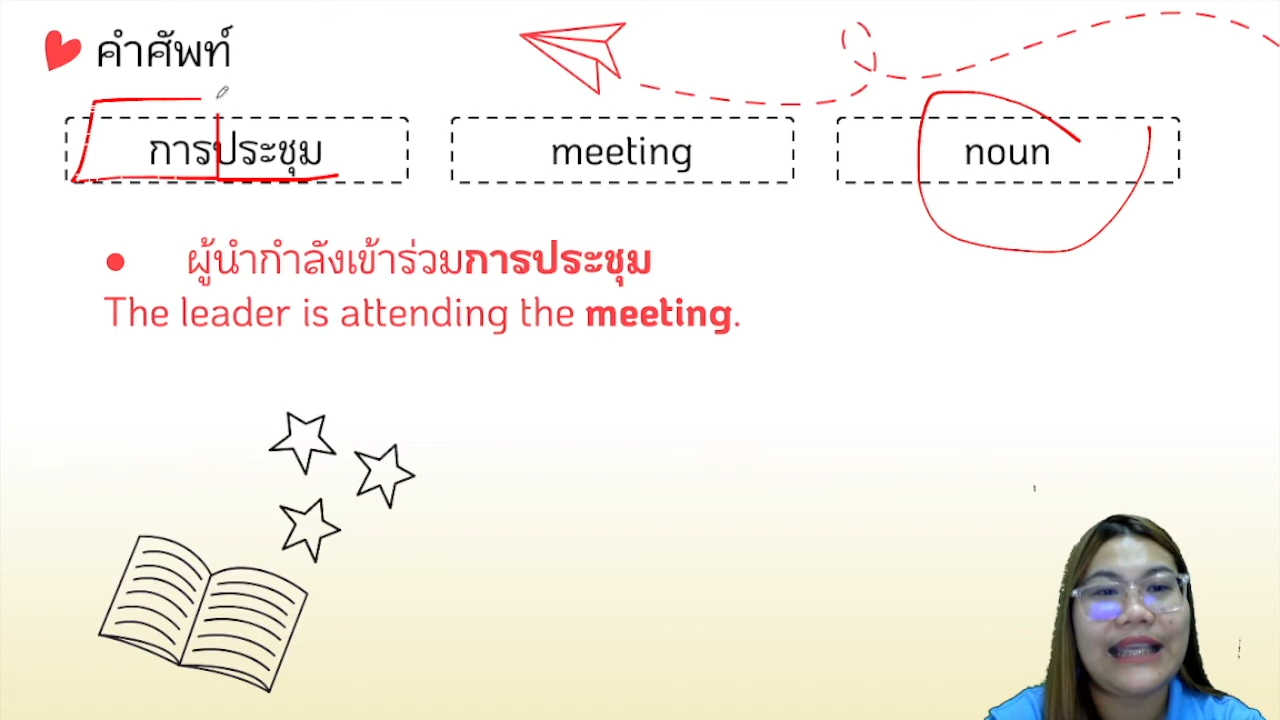 คำศัพท์
การประชุม
meeting
noun
● ผู้นำกำลังเข้าร่วมการประชุม
The leader is attending the meeting.